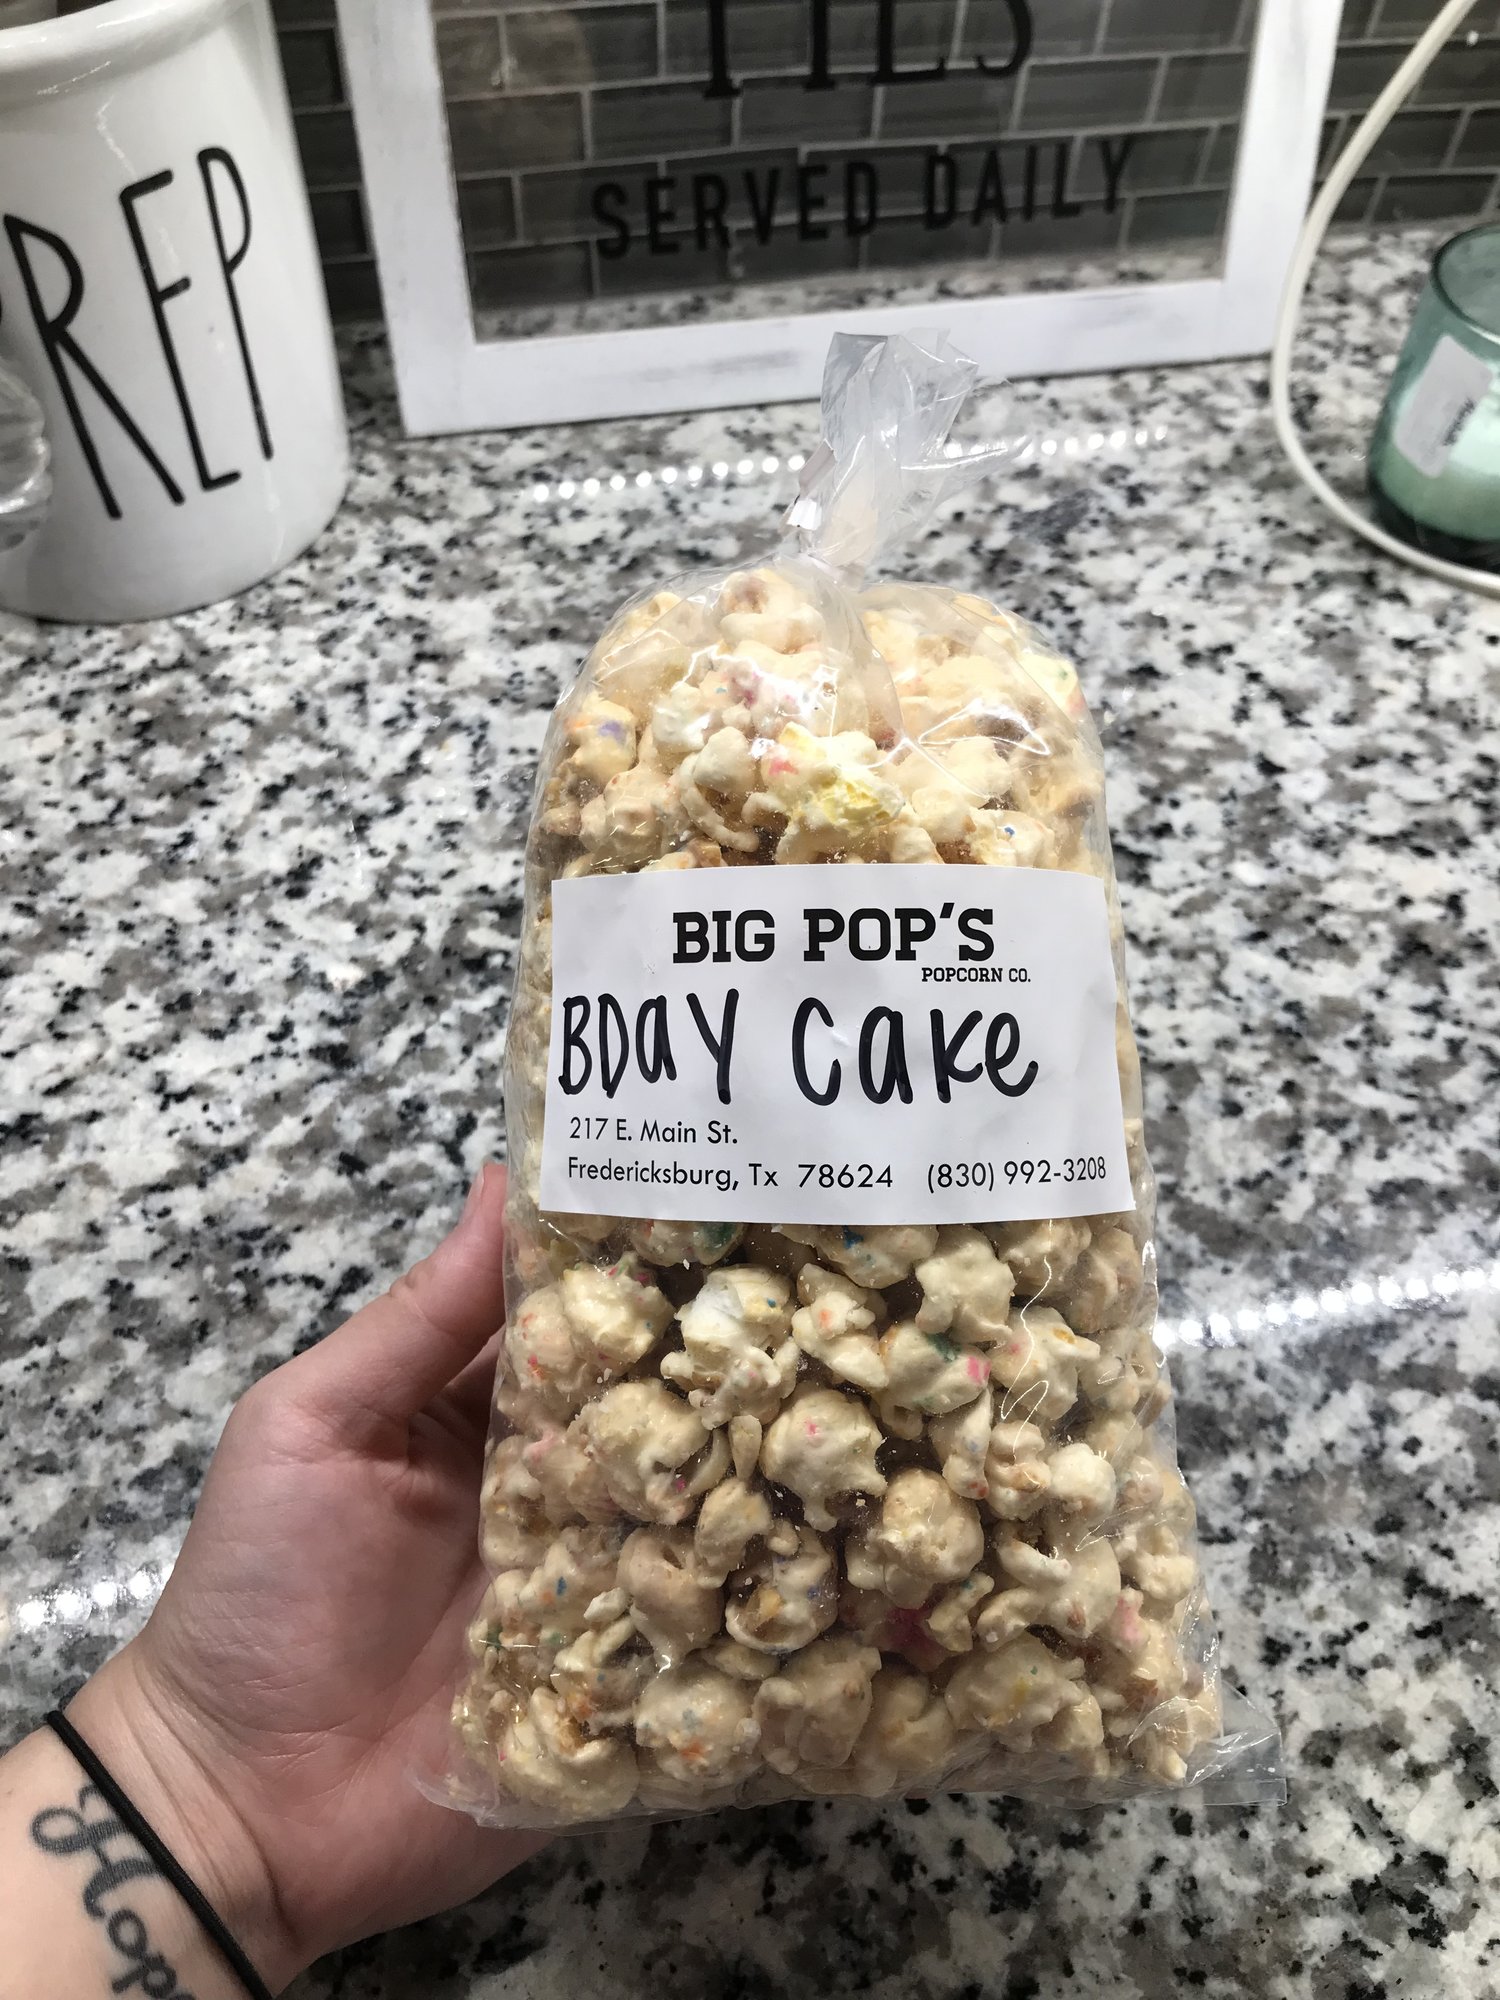 PREP
SERVED DAILY
BIG POP'S
POPCORN CO.
BDay Cake
217 E. Main St.
Fredericksburg, Tx 78624 (830) 992-3208